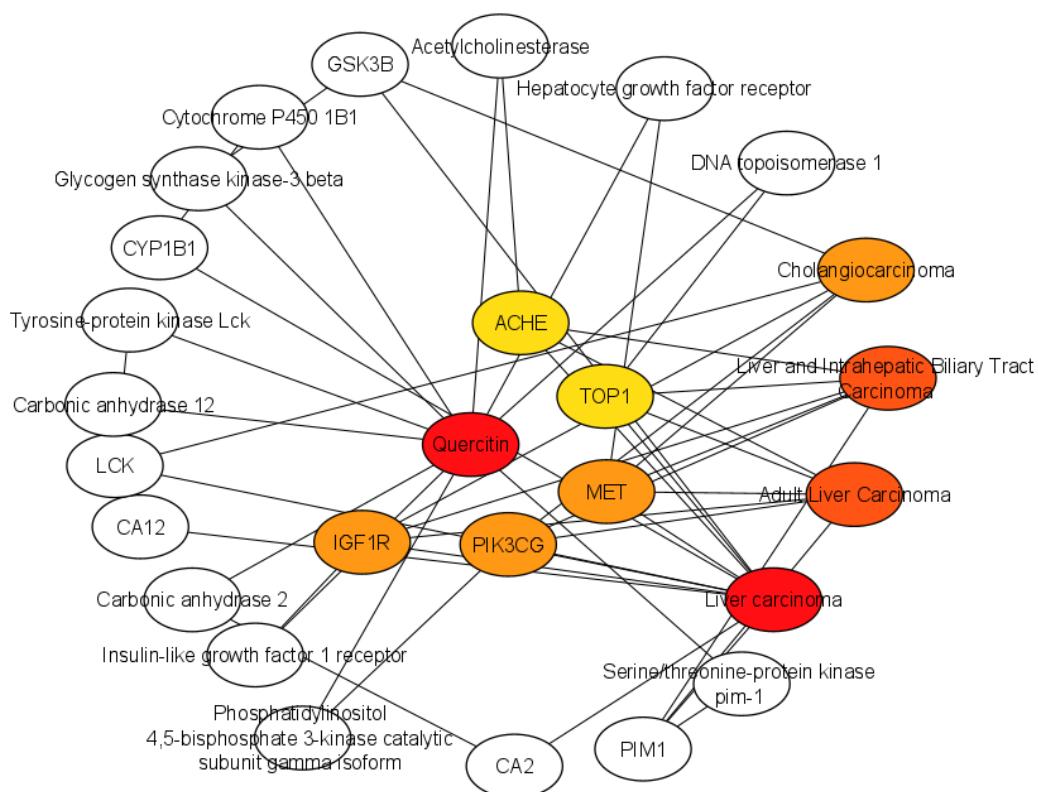 Acetylcholinesterase
GSK3B
Hepatocyte growth factor receptor
Cytochrome P450 1B1
DNA topoisomerase 1
Glycogen synthase kinase-3 beta
CYP1B1
Cholangiocarcinoma
Tyrosine-protein kinase Lck
ACHE
Liver and Intrahepatic Biliary Tract
Carcinoma
TOP1
Carbonic anhydrase 12
Quercitin
LCK
MET
Adult Liver Carcinoma
CA12
IGF1R
PIK3CG
Carbonic anhydrase 2
Liver carcinoma
Insulin-like growth factor 1 receptor
Serine/threonine-protein kinase
pim-1
Phosphatidylinositol
4,5-bisphosphate 3-kinase catalytic
subunit gamma isoform
PIM1
CA2